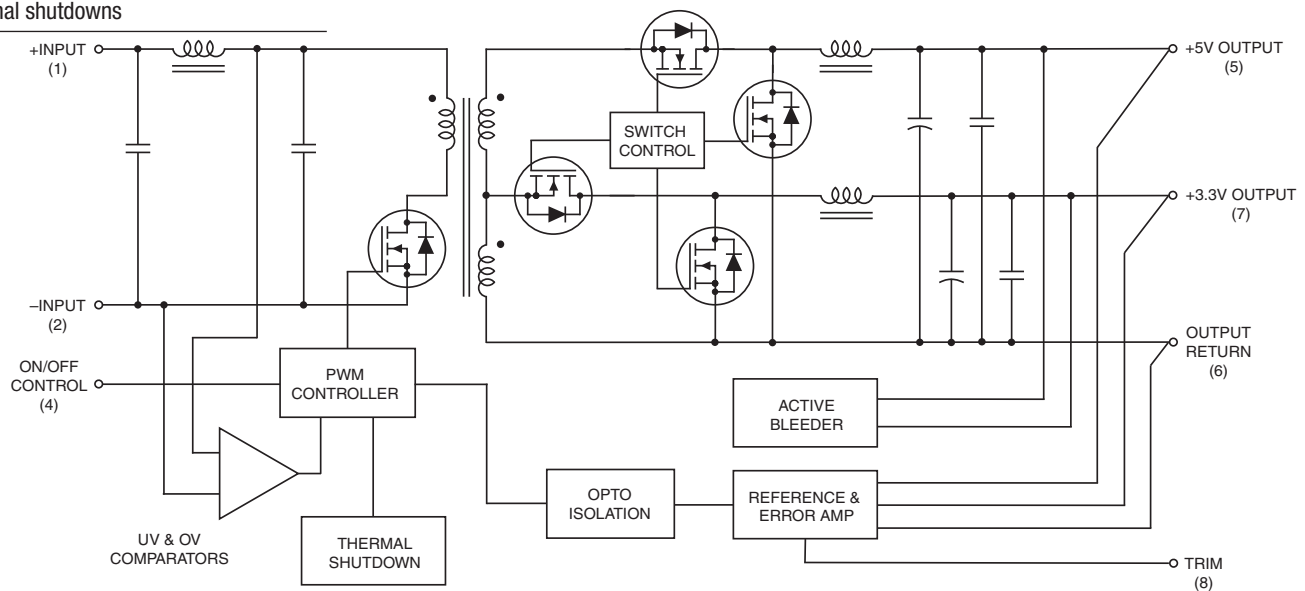 nal shutdowns
+INPUT
(1)
+5V OUTPUT
(5)
SWITCH
CONTROL
+3.3V OUTPUT
(7)
–INPUT
(2)
OUTPUT
RETURN
(6)
ON/OFF
CONTROL
(4)
PWM
CONTROLLER
ACTIVE
BLEEDER
OPTO
ISOLATION
REFERENCE &
ERROR AMP
UV & OV
COMPARATORS
THERMAL
SHUTDOWN
TRIM
(8)